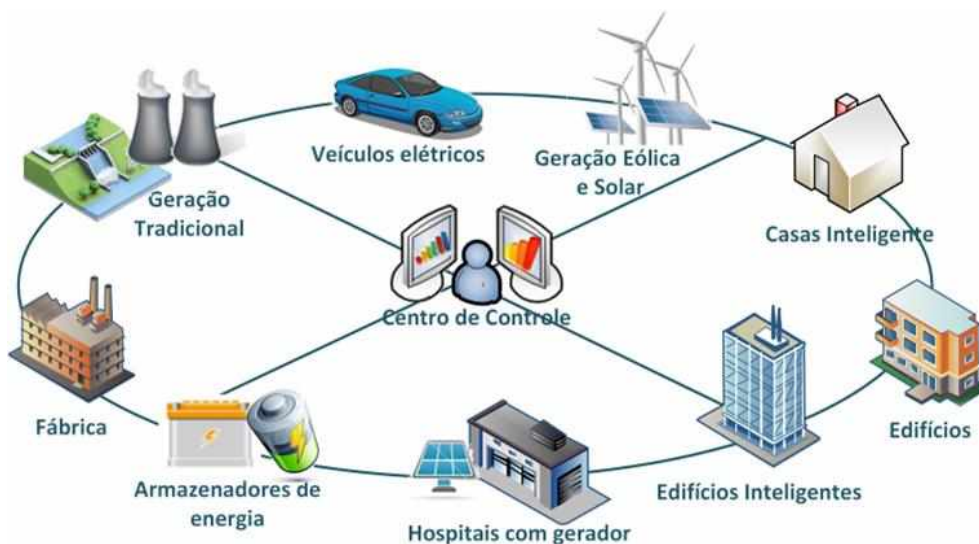 Veículos elétricos
Geração Eólica
e Solar
Geração
Tradicional
Casas Inteligente
Centro de Controle
Fábrica
Edifícios
Armazenadores de
energia
Edifícios Inteligentes
Hospitais com gerador